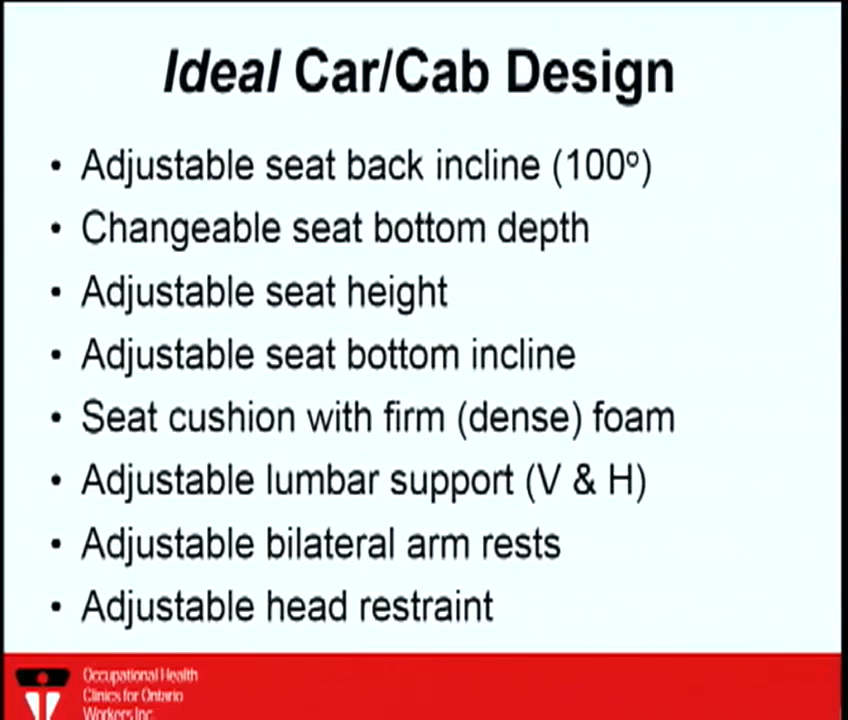 Ideal Car/Cab Design
• Adjustable seat back incline (100º)
• Changeable seat bottom depth
• Adjustable seat height
• Adjustable seat bottom incline
• Seat cushion with firm (dense) foam
• Adjustable lumbar support (V & H)
• Adjustable bilateral arm rests
• Adjustable head restraint
Occupational Health
Clinics for Ontario
Workers Inc.